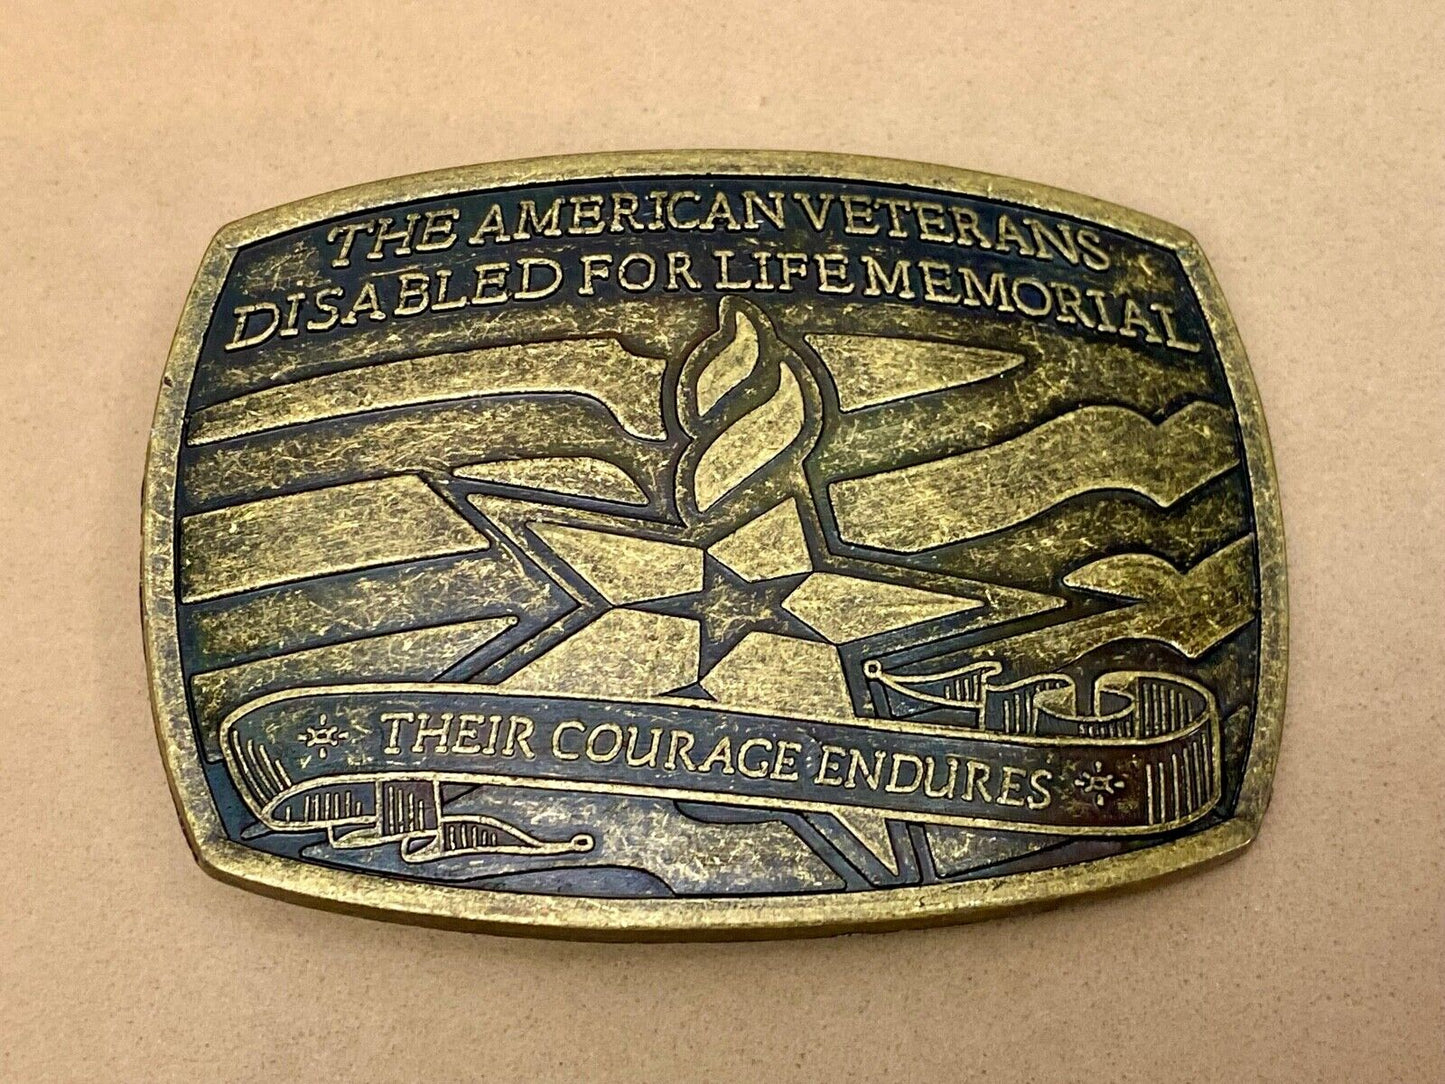 THE AMERICAN VETERANS
DISABLED FOR LIFE MEMORIAL
THEIR COURAGE ENDURES